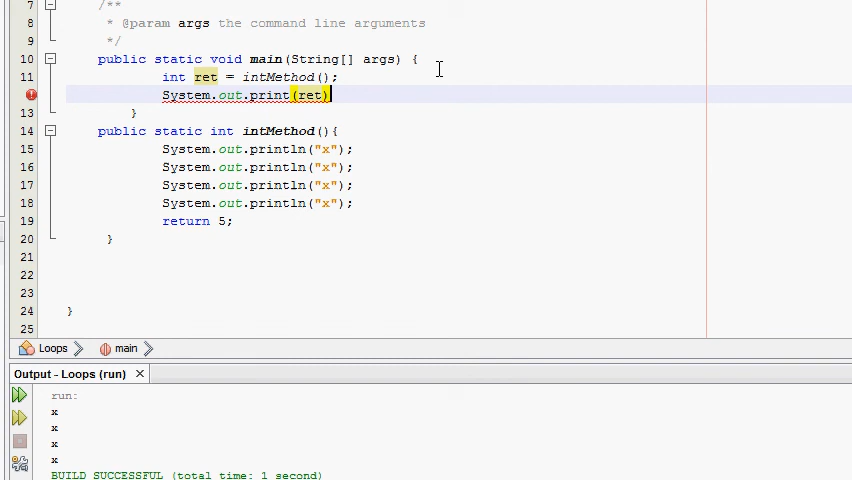 7 /**
8 * @param args the command line arguments
9 */
10 public static void main(String[] args) {
11 int ret = intMethod();
System.out.print(ret)
13 }
14 public static int intMethod(){
15 System.out.println("x");
16 System.out.println("x");
17 System.out.println("x");
18 System.out.println("x");
19 return 5;
20 }
21
22
23
24 }
25
Loops main
Output - Loops (run)
run:
x
x
x
x
BUILD SUCCESSFUL (total time: 1 second)